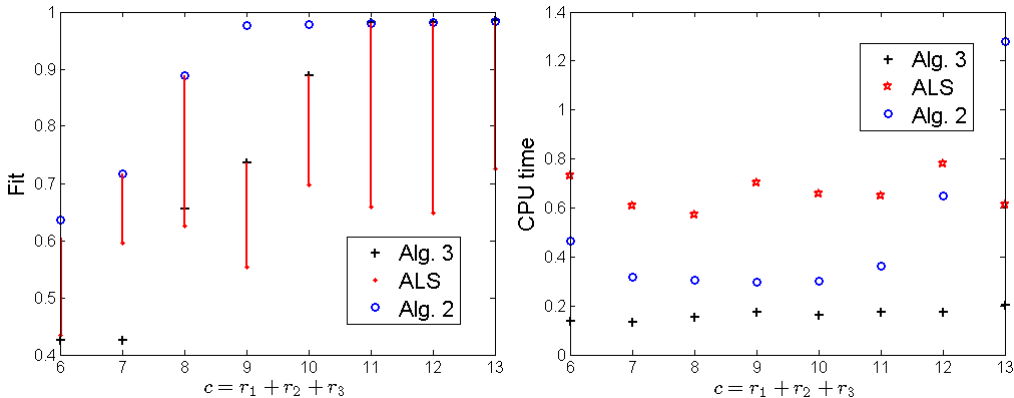 1
0.9
0.8
0.7
0.6
0.5
0.4
Fit
6 7 8 9 10 11 12 13
c = r₁ + r₂ + r₃
Alg. 3
ALS
Alg. 2
1.4
1.2
1
0.8
0.6
0.4
0.2
0
CPU time
6 7 8 9 10 11 12 13
c = r₁ + r₂ + r₃
Alg. 3
ALS
Alg. 2